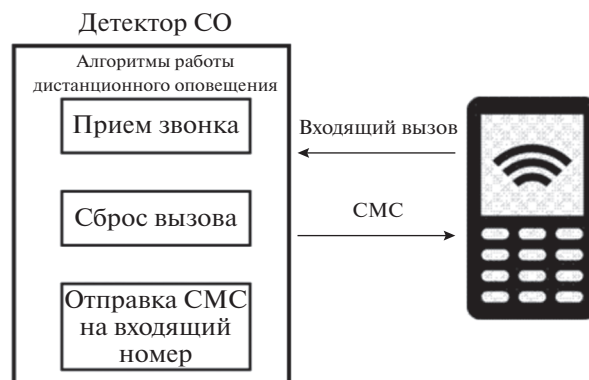 Детектор СО
Алгоритмы работы
дистанционного оповещения
Прием звонка
Входящий вызов
Сброс вызова
СМС
Отправка СМС
на входящий
номер